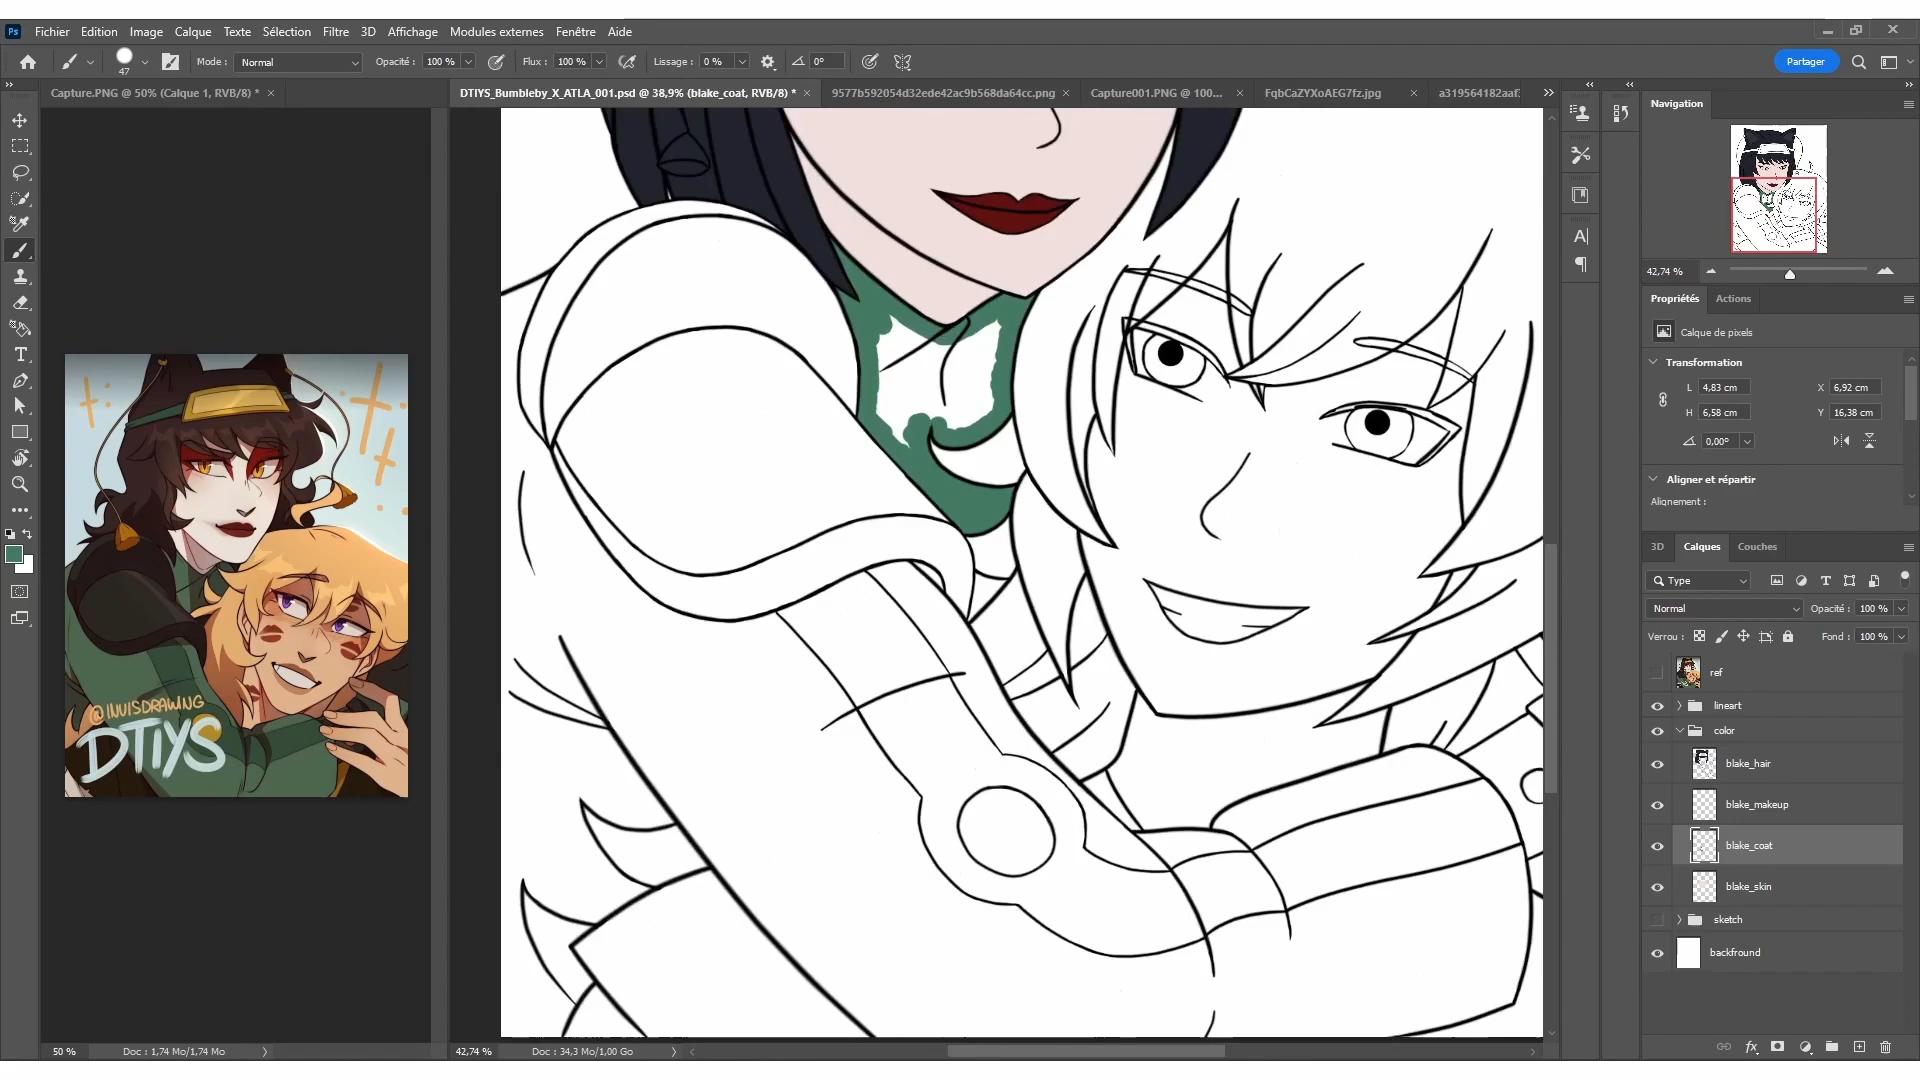 Ps Fichier Edition Image Calque Texte Sélection Filtre 3D Affichage Modules externes Fenêtre Aide
47 Mode : Normal Opacité : 100 % Flux : 100 % Lissage : 0 % 0° Partager
Capture.PNG @ 50% (Calque 1, RVB/8) * DTIYS_Bumbleby_X_ATLA_001.psd @ 38,9% (blake_coat, RVB/8) * 9577b592054d32ede42ac9b568da64cc.png Capture001.PNG @ 100... FqbCaZYXoAEG7fz.jpg
Navigation
42,74 %
Propriétés Actions
Calque de pixels
Transformation
L 4,83 cm X 6,92 cm
H 6,58 cm Y 16,38 cm
0,00°
Aligner et répartir
Alignement :
3D Calques Couches
Type
Normal Opacité : 100 %
Verrou : Fond : 100 %
ref
lineart
color
blake_hair
blake_makeup
blake_coat
blake_skin
sketch
backfround
@INUISDRAWING
DTIYS
50 % Doc : 1,74 Mo/1,74 Mo 42,74 % Doc : 34,3 Mo/1,00 Go